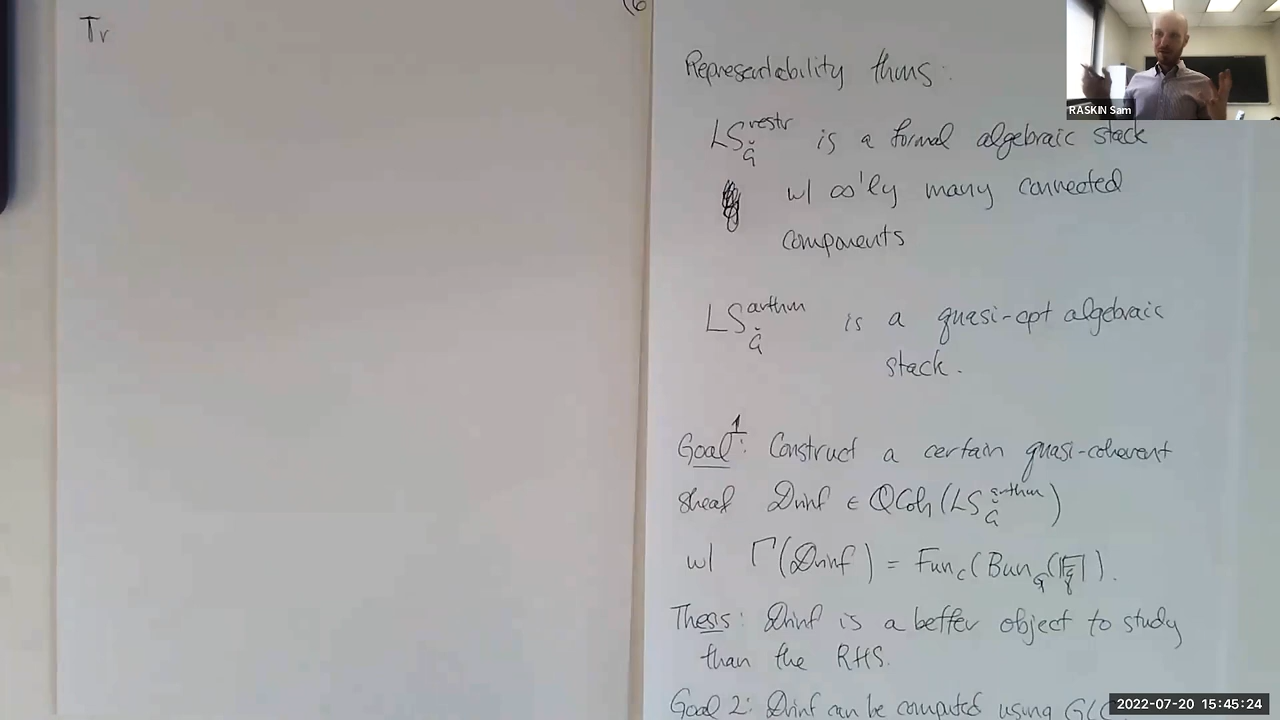 Tr
(6
Representability thms:
LS^restr_Ǧ is a formal algebraic stack
w/ ∞'ly many connected
components
LS^arthm_Ǧ is a quasi-cpt algebraic
stack.
Goal 1: Construct a certain quasi-coherent
sheaf Drinf ∈ QCoh(LS^arthm_Ǧ)
w/ Γ(Drinf) = Fun_c(Bun_G(𝔽_q)).
Thesis: Drinf is a better object to study
than the RHS.
Goal 2: Drinf can be computed using GLC
RASKIN Sam
2022-07-20 15:45:24